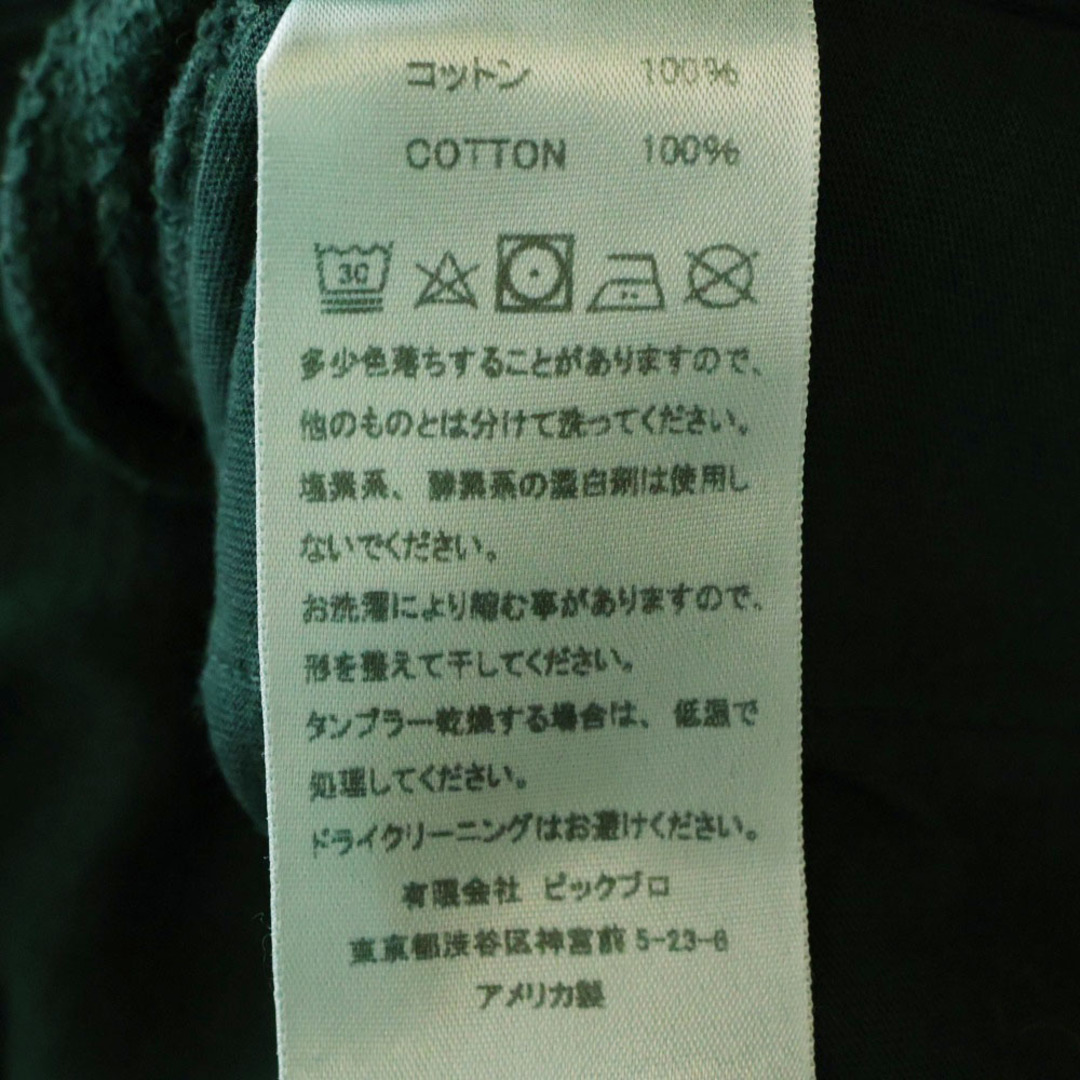 コットン 100%
COTTON 100%
30
多少色落ちすることがありますので、
他のものとは分けて洗ってください。
塩素系、酵素系の漂白剤は使用し
ないでください。
お洗濯により縮む事がありますので、
形を整えて干してください。
タンブラー乾燥する場合は、低温で
処理してください。
ドライクリーニングはお避けください。
有限会社 ビックブロ
東京都渋谷区神宮前 5-23-6
アメリカ製